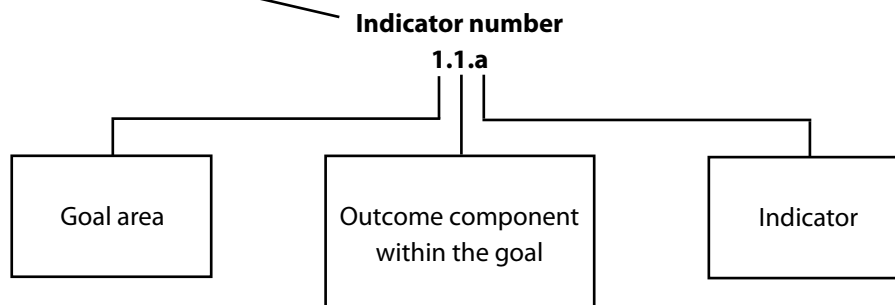 Indicator number
1.1.a
Goal area
Outcome component
within the goal
Indicator